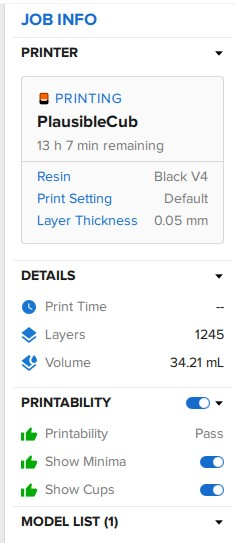 JOB INFO
PRINTER
PRINTING
PlausibleCub
13 h 7 min remaining
Resin Black V4
Print Setting Default
Layer Thickness 0.05 mm
DETAILS
Print Time --
Layers 1245
Volume 34.21 mL
PRINTABILITY
Printability Pass
Show Minima
Show Cups
MODEL LIST (1)